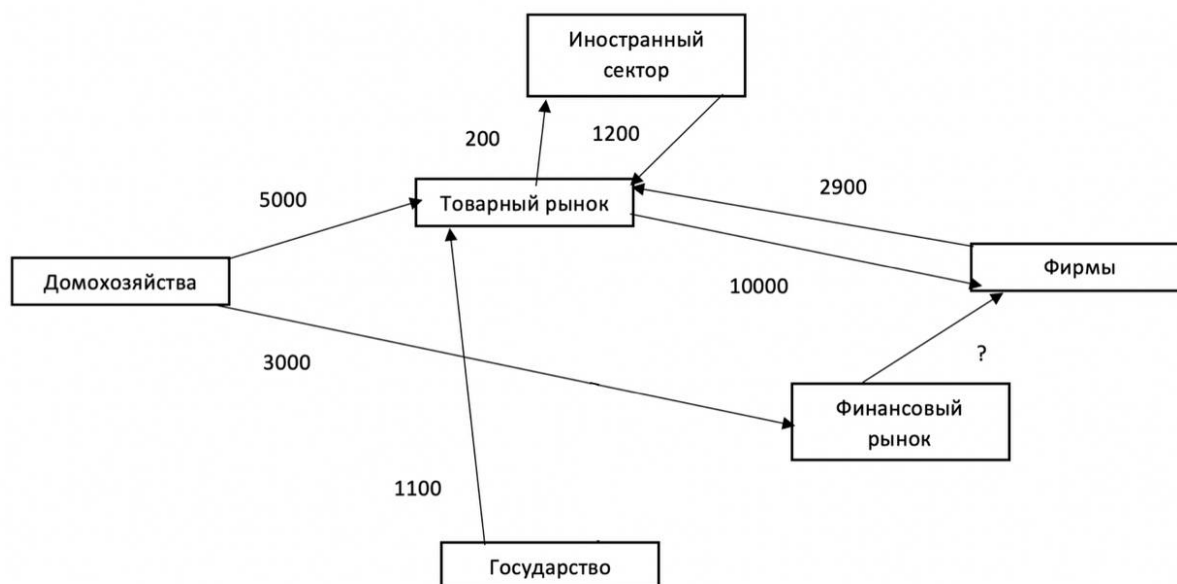 Иностранный
сектор
200
1200
5000
Товарный рынок
2900
Домохозяйства
10000
Фирмы
3000
?
Финансовый
рынок
1100
Государство